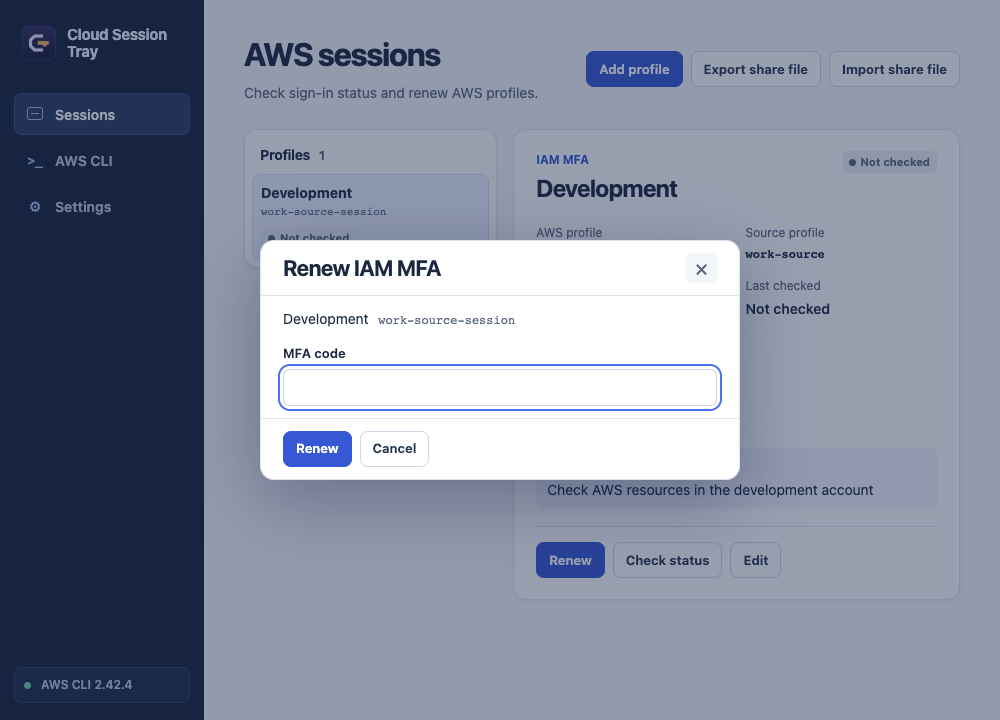 Cloud Session
Tray
Sessions
>_ AWS CLI
Settings
AWS CLI 2.42.4
AWS sessions
Check sign-in status and renew AWS profiles.
Add profile
Export share file
Import share file
Profiles 1
Development
work-source-session
Not checked
IAM MFA
Not checked
Development
AWS profile
Source profile
work-source
Last checked
Not checked
Renew IAM MFA
×
Development work-source-session
MFA code
Renew
Cancel
Check AWS resources in the development account
Renew
Check status
Edit